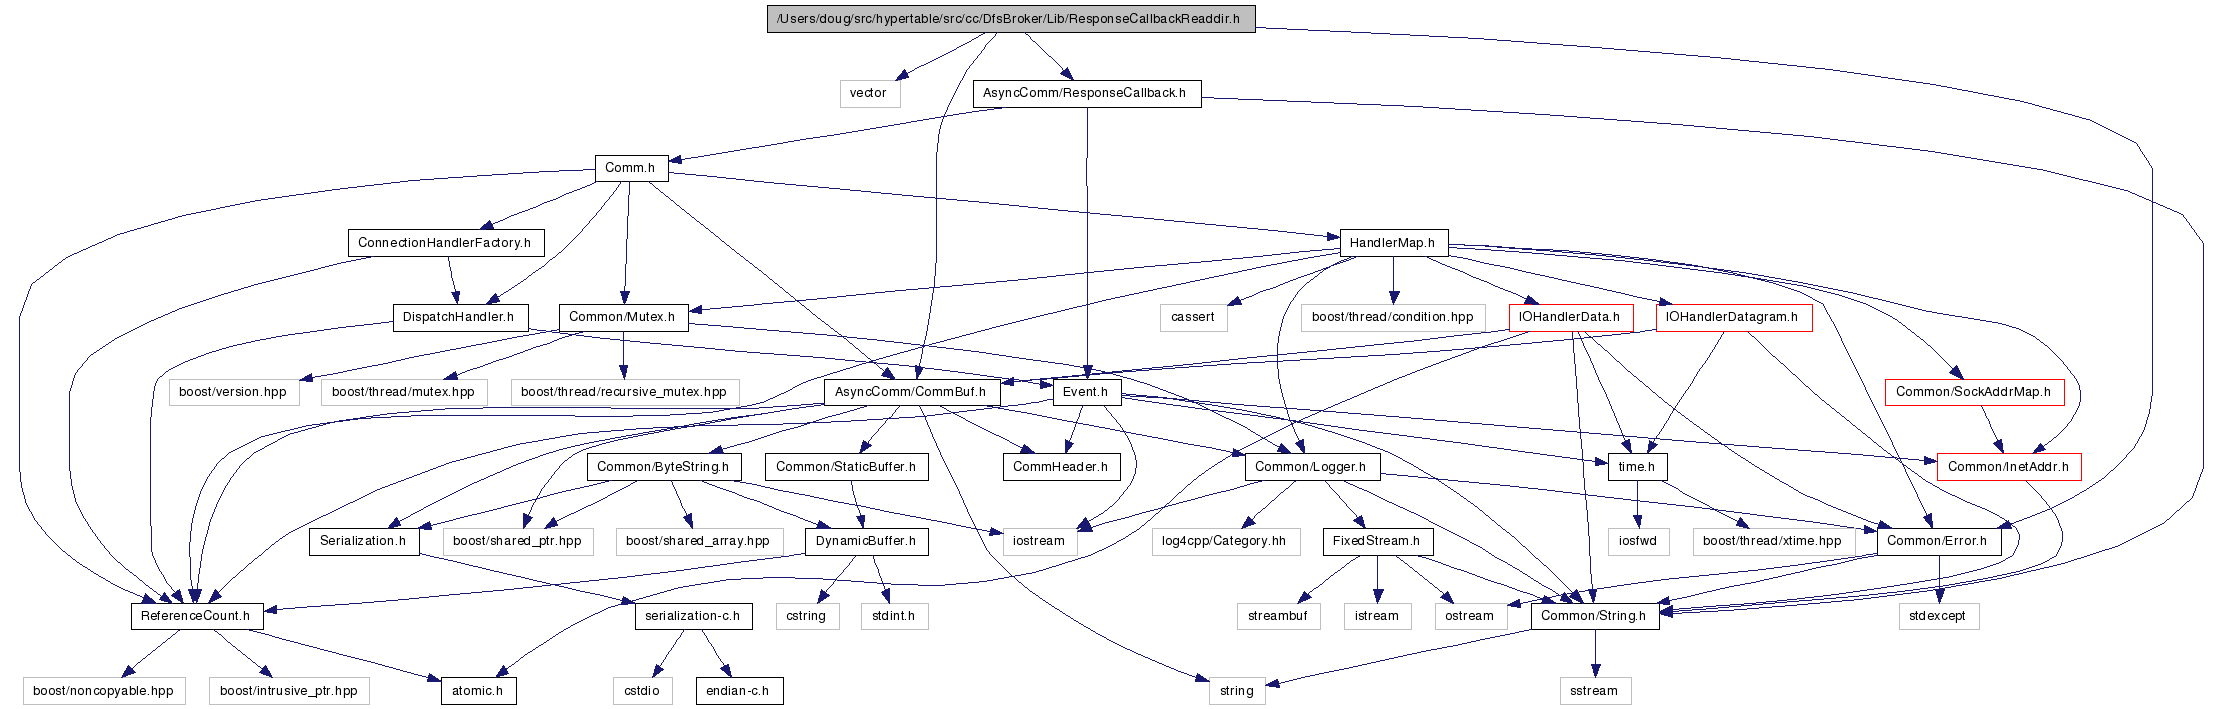 /Users/doug/src/hypertable/src/cc/DfsBroker/Lib/ResponseCallbackReaddir.h
vector
AsyncComm/ResponseCallback.h
Comm.h
ConnectionHandlerFactory.h
HandlerMap.h
DispatchHandler.h
Common/Mutex.h
cassert
boost/thread/condition.hpp
IOHandlerData.h
IOHandlerDatagram.h
boost/version.hpp
boost/thread/mutex.hpp
boost/thread/recursive_mutex.hpp
AsyncComm/CommBuf.h
Event.h
Common/SockAddrMap.h
Common/ByteString.h
Common/StaticBuffer.h
CommHeader.h
Common/Logger.h
time.h
Common/InetAddr.h
Serialization.h
boost/shared_ptr.hpp
boost/shared_array.hpp
DynamicBuffer.h
iostream
log4cpp/Category.hh
FixedStream.h
iosfwd
boost/thread/xtime.hpp
Common/Error.h
ReferenceCount.h
serialization-c.h
cstring
stdint.h
streambuf
istream
ostream
Common/String.h
stdexcept
boost/noncopyable.hpp
boost/intrusive_ptr.hpp
atomic.h
cstdio
endian-c.h
string
sstream